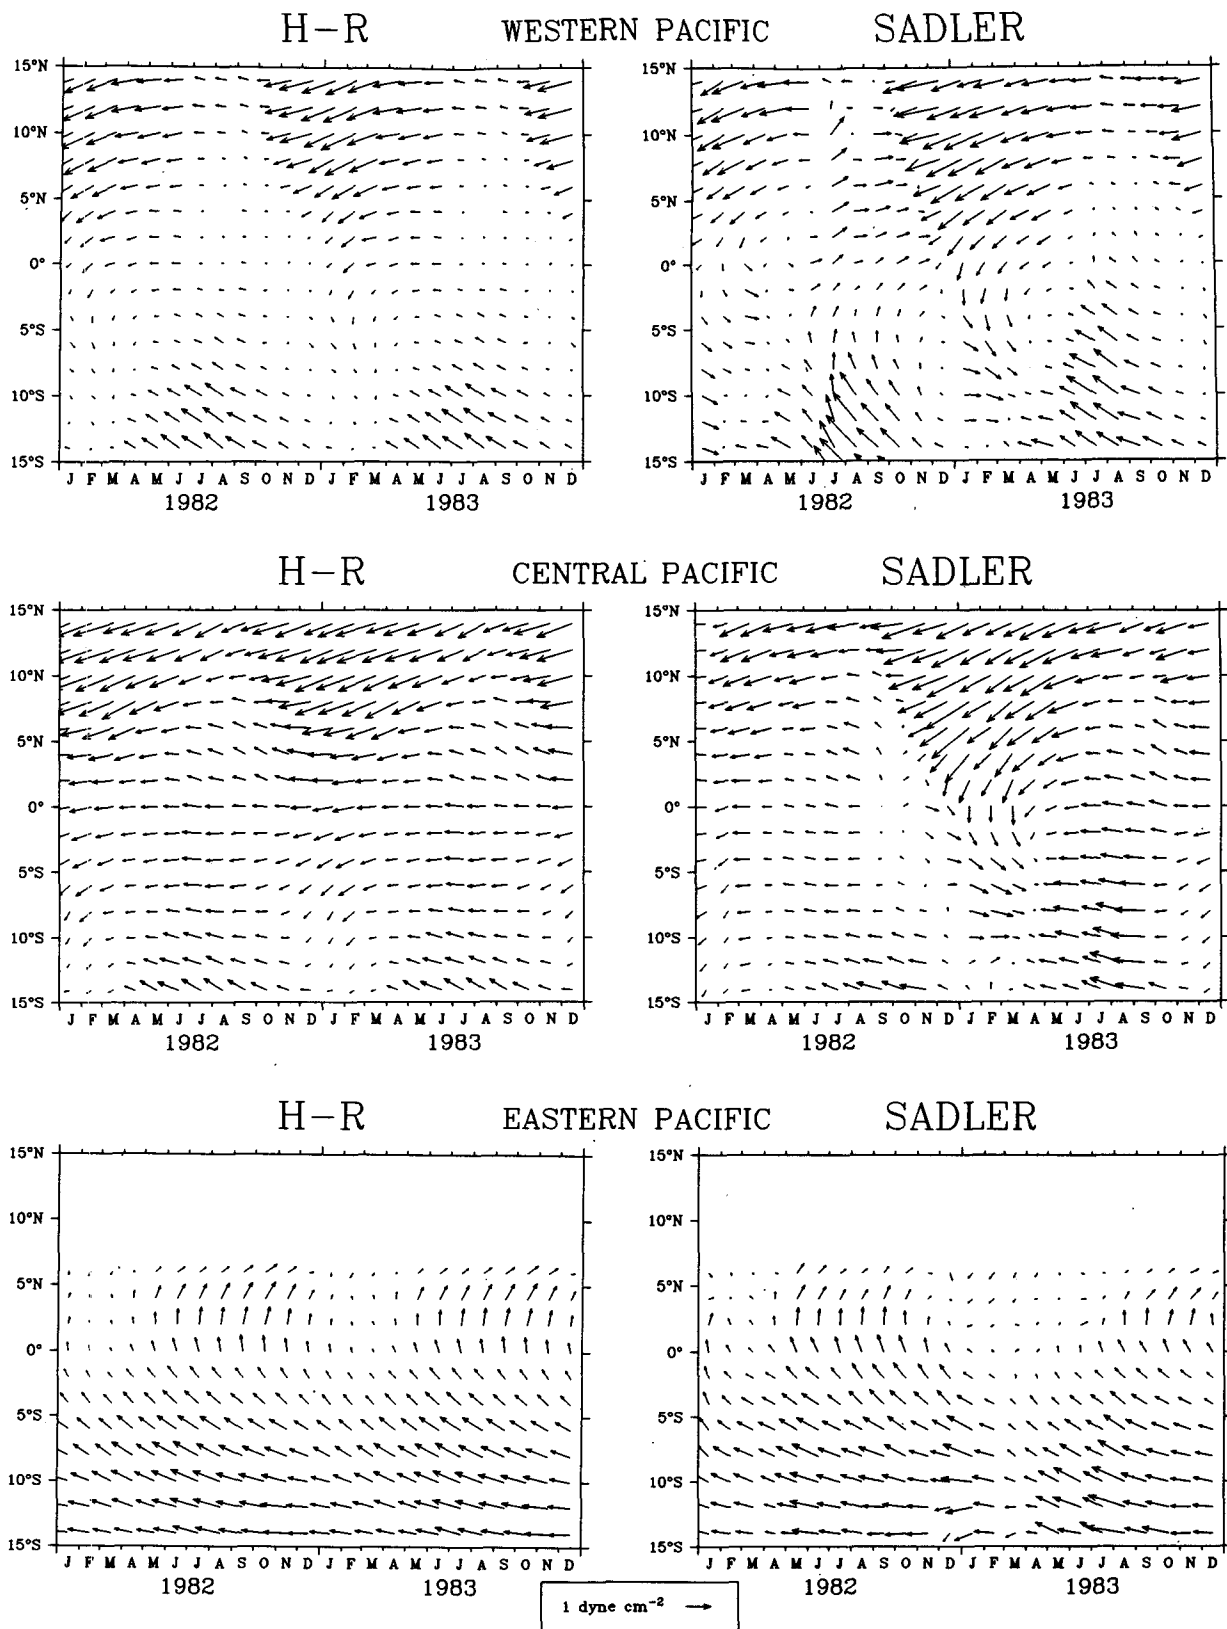 H–R WESTERN PACIFIC SADLER
15°N 15°N
10°N 10°N
5°N 5°N
0° 0°
5°S 5°S
10°S 10°S
15°S 15°S
J F M A M J J A S O N D J F M A M J J A S O N D J F M A M J J A S O N D J F M A M J J A S O N D
1982 1983 1982 1983
H–R CENTRAL PACIFIC SADLER
15°N 15°N
10°N 10°N
5°N 5°N
0° 0°
5°S 5°S
10°S 10°S
15°S 15°S
J F M A M J J A S O N D J F M A M J J A S O N D J F M A M J J A S O N D J F M A M J J A S O N D
1982 1983 1982 1983
H–R EASTERN PACIFIC SADLER
15°N 15°N
10°N 10°N
5°N 5°N
0° 0°
5°S 5°S
10°S 10°S
15°S 15°S
J F M A M J J A S O N D J F M A M J J A S O N D J F M A M J J A S O N D J F M A M J J A S O N D
1982 1983 1982 1983
1 dyne cm⁻²